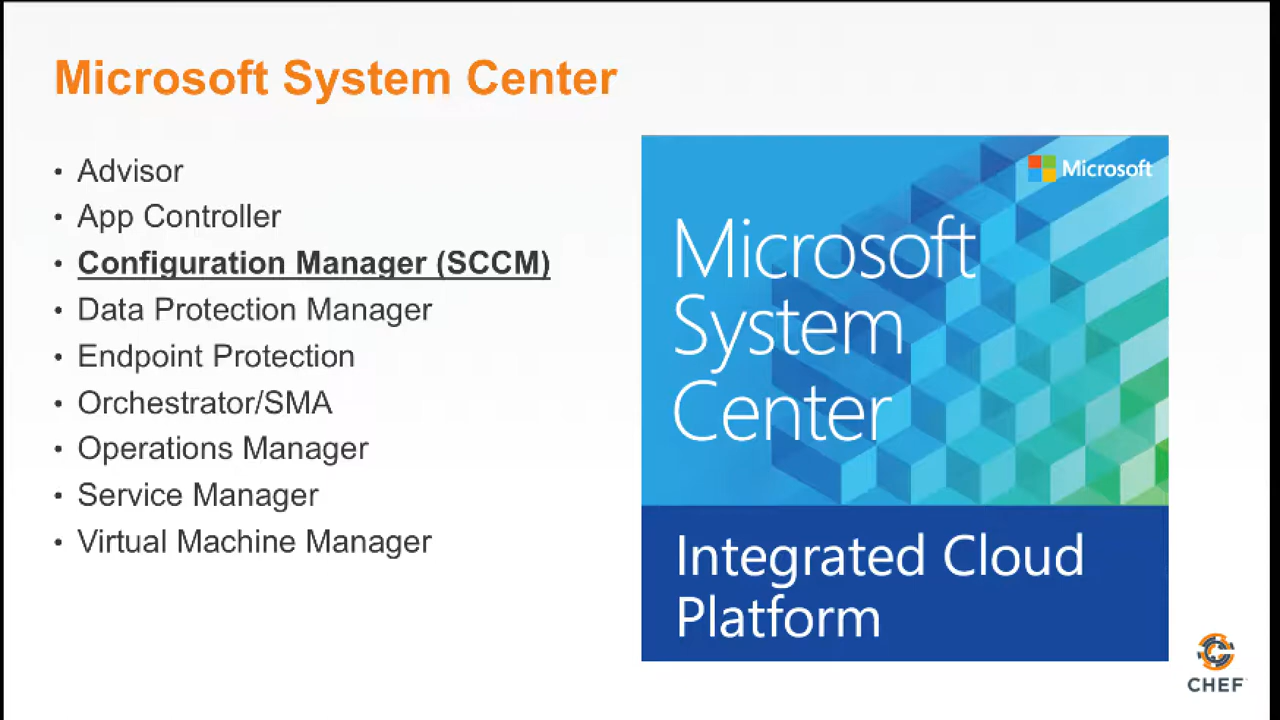 Microsoft System Center
• Advisor
• App Controller
• Configuration Manager (SCCM)
• Data Protection Manager
• Endpoint Protection
• Orchestrator/SMA
• Operations Manager
• Service Manager
• Virtual Machine Manager
Microsoft
Microsoft
System
Center
Integrated Cloud
Platform
CHEF